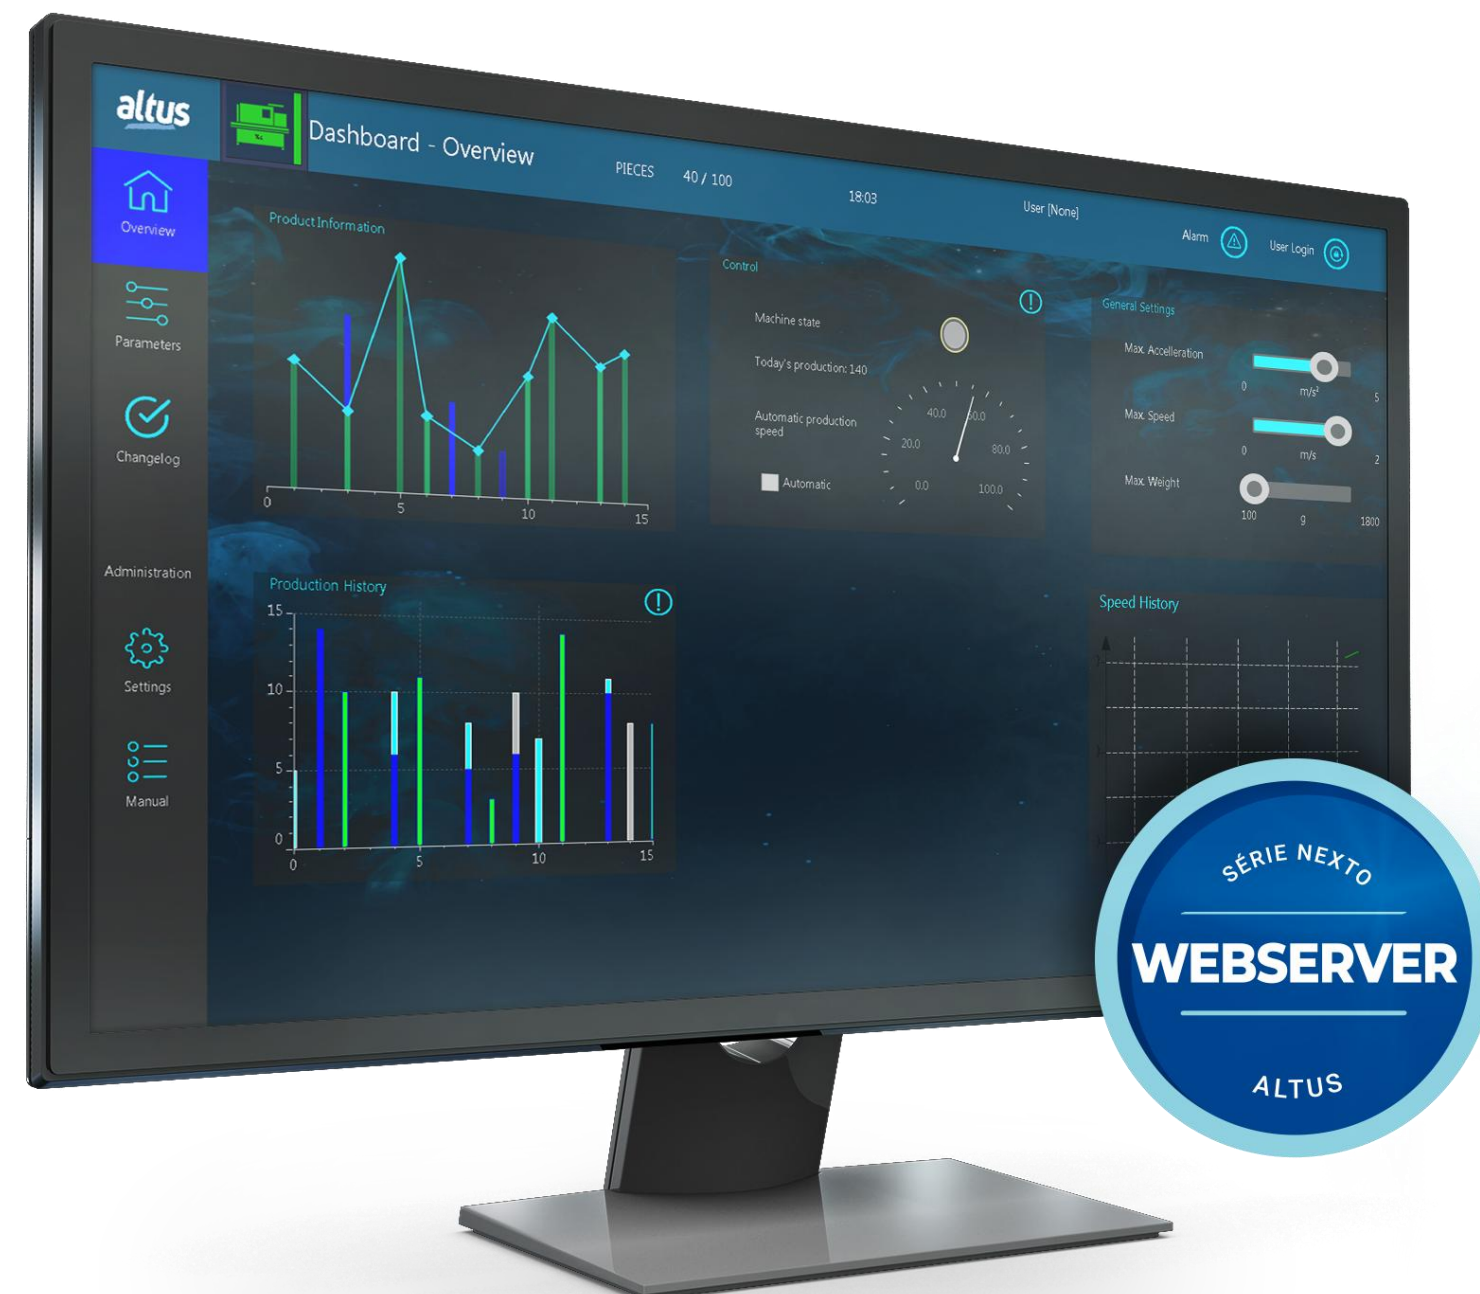 altus
Dashboard - Overview
PIECES 40 / 100
18:03
User [None]
Alarm
User Login
Overview
Parameters
Changelog
Administration
Settings
Manual
Product Information
0 5 10 15
Control
Machine state
Today's production: 140
Automatic production
speed
Automatic
0.0 20.0 40.0 60.0 80.0 100.0
General Settings
Max. Accelleration
0 m/s² 5
Max. Speed
0 m/s 2
Max. Weight
100 g 1800
Production History
15
10
5
0
0 5 10 15
Speed History
SÉRIE NEXTO
WEBSERVER
ALTUS